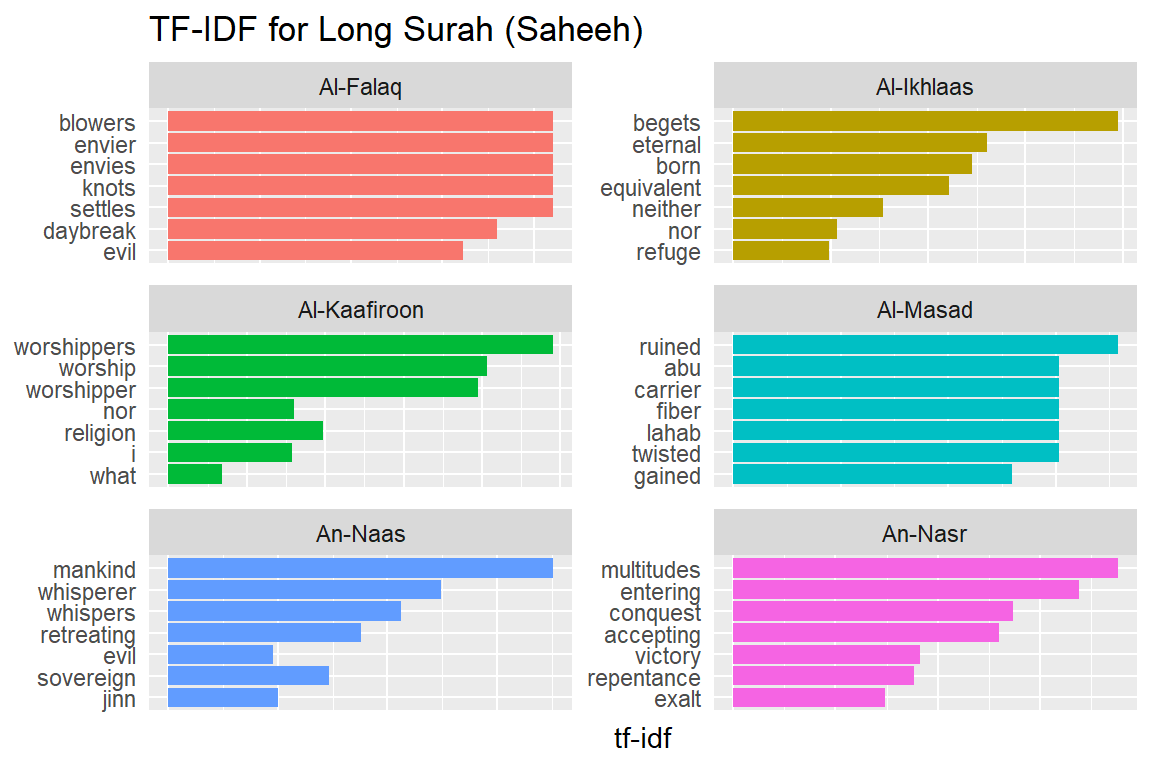 TF-IDF for Long Surah (Saheeh)
Al-Falaq
blowers
envier
envies
knots
settles
daybreak
evil
Al-Ikhlaas
begets
eternal
born
equivalent
neither
nor
refuge
Al-Kaafiroon
worshippers
worship
worshipper
nor
religion
i
what
Al-Masad
ruined
abu
carrier
fiber
lahab
twisted
gained
An-Naas
mankind
whisperer
whispers
retreating
evil
sovereign
jinn
An-Nasr
multitudes
entering
conquest
accepting
victory
repentance
exalt
tf-idf